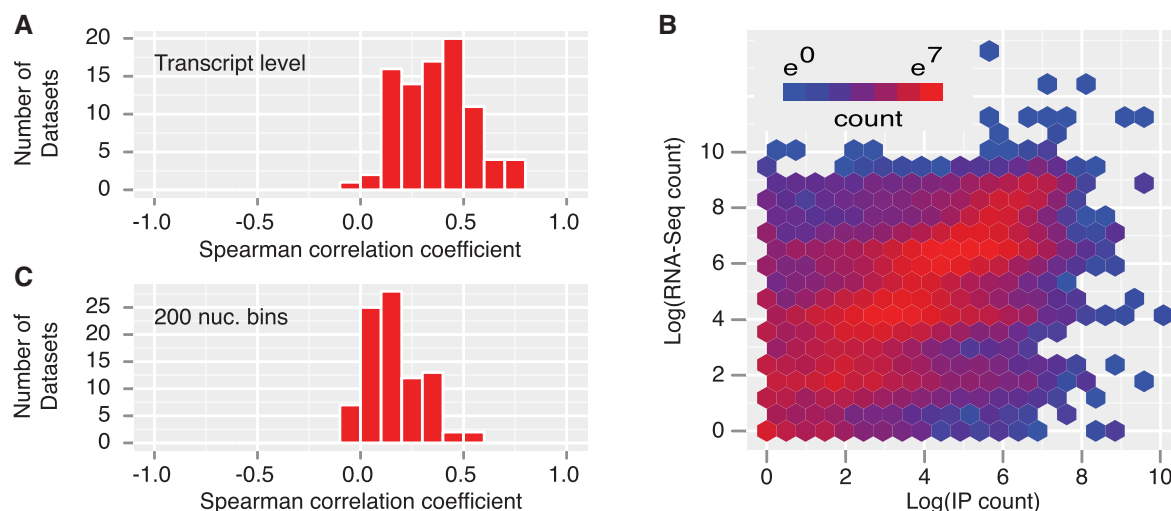 A
Number of
Datasets
20
15
10
5
0
Transcript level
-1.0 -0.5 0.0 0.5 1.0
Spearman correlation coefficient
C
Number of
Datasets
25
20
15
10
5
0
200 nuc. bins
-1.0 -0.5 0.0 0.5 1.0
Spearman correlation coefficient
B
e0 e7
count
Log(RNA-Seq count)
10
8
6
4
2
0
0 2 4 6 8 10
Log(IP count)